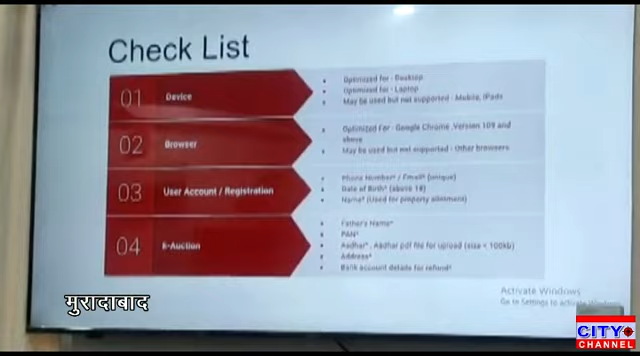 Check List
01 Device
Optimized for - Desktop
Optimized for - Laptop
May be used but not supported - Mobile, iPads
02 Browser
Optimized For - Google Chrome ,Version 109 and
above
May be used but not supported - Other browsers
03 User Account / Registration
Phone Number* / Email* (unique)
Date of Birth* (above 18)
Name* (Used for property allotment)
04 E-Auction
Father's Name*
PAN*
Aadhar* , Aadhar pdf file for upload (size < 100kb)
Address*
Bank account details for refund*
Activate Windows
Go to Settings to activate Windows
मुरादाबाद
CITY
CHANNEL